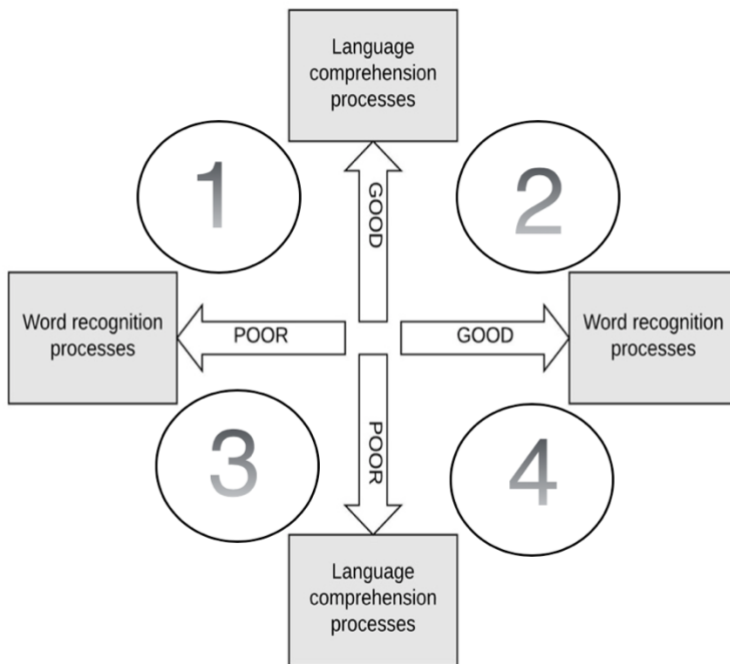 Language
comprehension
processes
1
2
GOOD
Word recognition
processes
POOR
GOOD
Word recognition
processes
3
POOR
4
Language
comprehension
processes